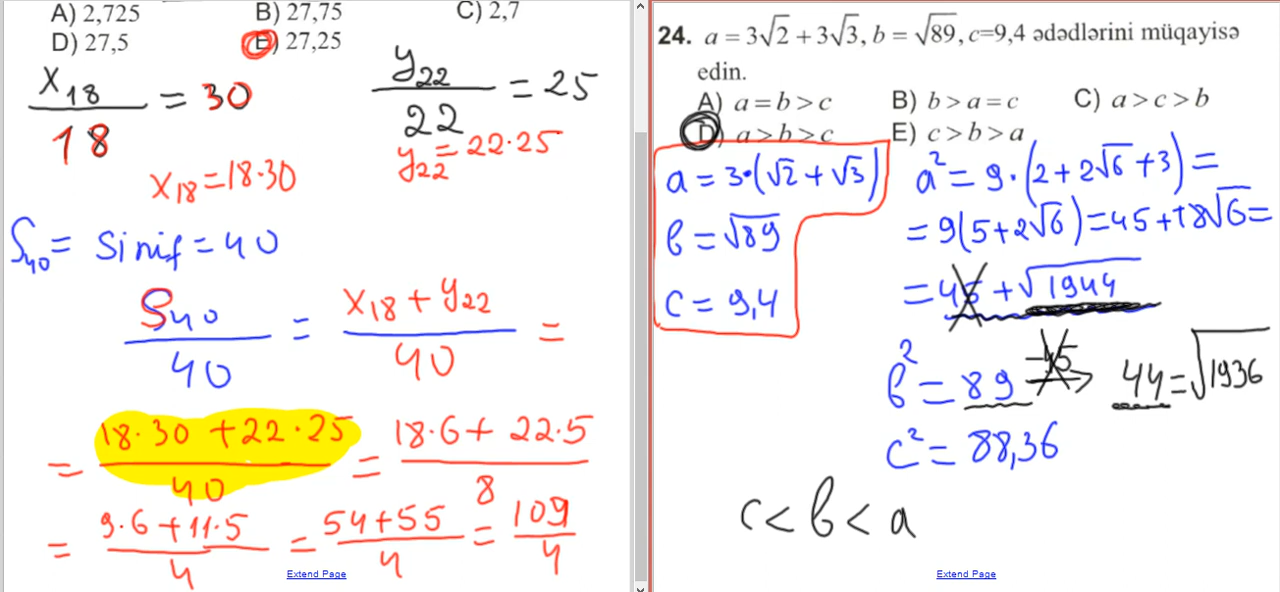 A) 2,725 B) 27,75 C) 2,7
D) 27,5 E) 27,25
x₁₈/18 = 30
y₂₂/22 = 25
y₂₂ = 22·25
x₁₈ = 18·30
S₄₀ = sinif = 40
S₄₀/40 = (x₁₈ + y₂₂)/40 =
= (18·30 + 22·25)/40 = (18·6 + 22·5)/8
= (9·6 + 11·5)/4 = (54 + 55)/4 = 109/4
Extend Page
24. a = 3√2 + 3√3, b = √89, c=9,4 ədədlərini müqayisə
edin.
A) a = b > c B) b > a = c C) a > c > b
D) a > b > c E) c > b > a
a = 3·(√2 + √3)
b = √89
c = 9,4
a² = 9·(2 + 2√6 + 3) =
= 9(5 + 2√6) = 45 + 18√6 =
= 45 + √1944
b² = 89 - 45 → 44 = √1936
c² = 88,36
c < b < a
Extend Page